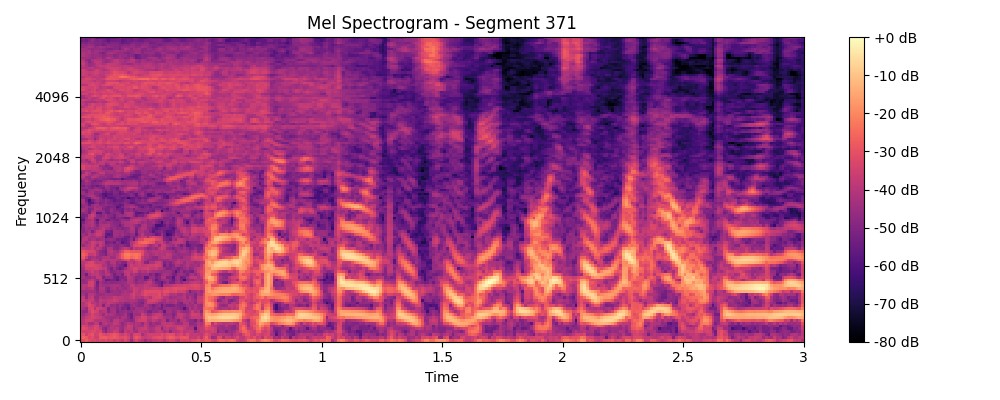 Mel Spectrogram - Segment 371
Frequency
4096
2048
1024
512
0
0
0.5
1
1.5
2
2.5
3
Time
+0 dB
-10 dB
-20 dB
-30 dB
-40 dB
-50 dB
-60 dB
-70 dB
-80 dB